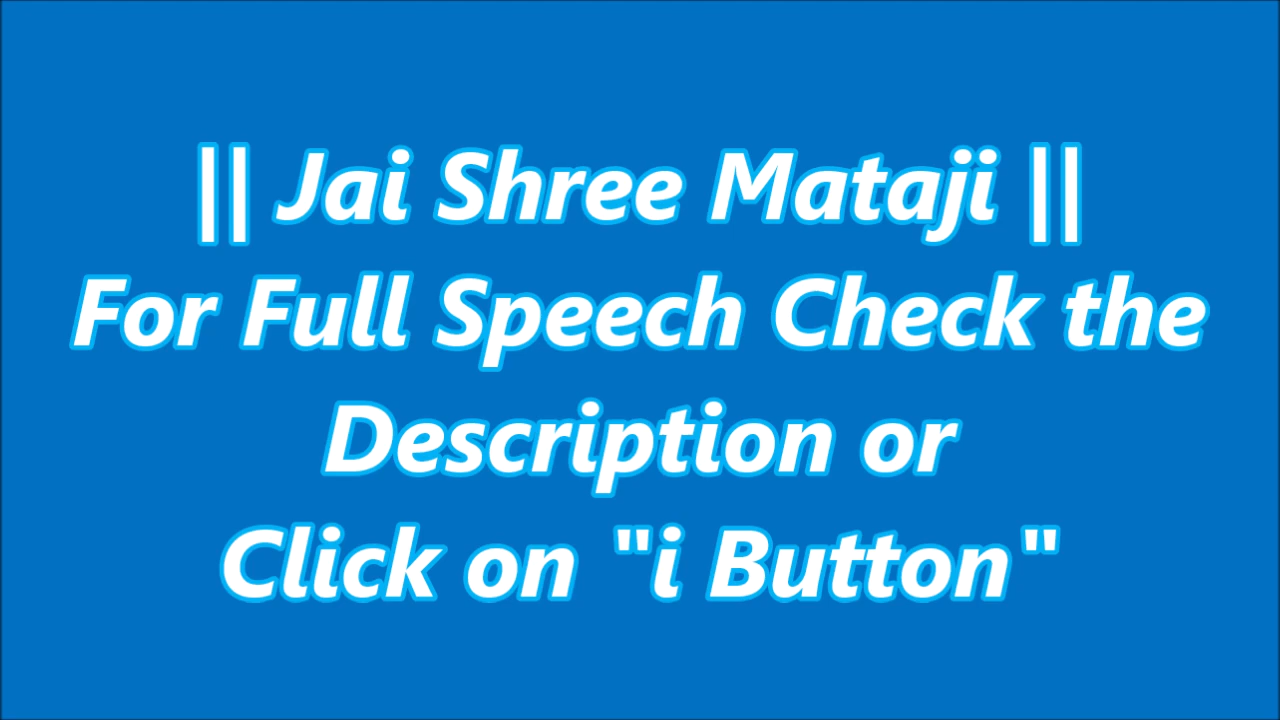 || Jai Shree Mataji ||
For Full Speech Check the
Description or
Click on "i Button"